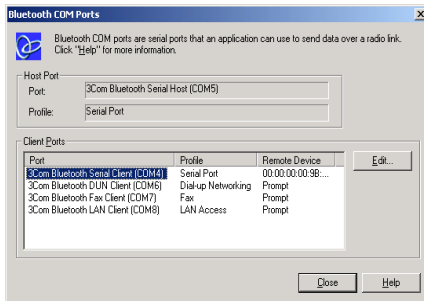 Bluetooth COM Ports
Bluetooth COM ports are serial ports that an application can use to send data over a radio link.
Click "Help" for more information.
Host Port
Port: 3Com Bluetooth Serial Host (COM5)
Profile: Serial Port
Client Ports
Port Profile Remote Device
3Com Bluetooth Serial Client (COM4) Serial Port 00:00:00:00:9B:...
3Com Bluetooth DUN Client (COM6) Dial-up Networking Prompt
3Com Bluetooth Fax Client (COM7) Fax Prompt
3Com Bluetooth LAN Client (COM8) LAN Access Prompt
Edit...
Close Help